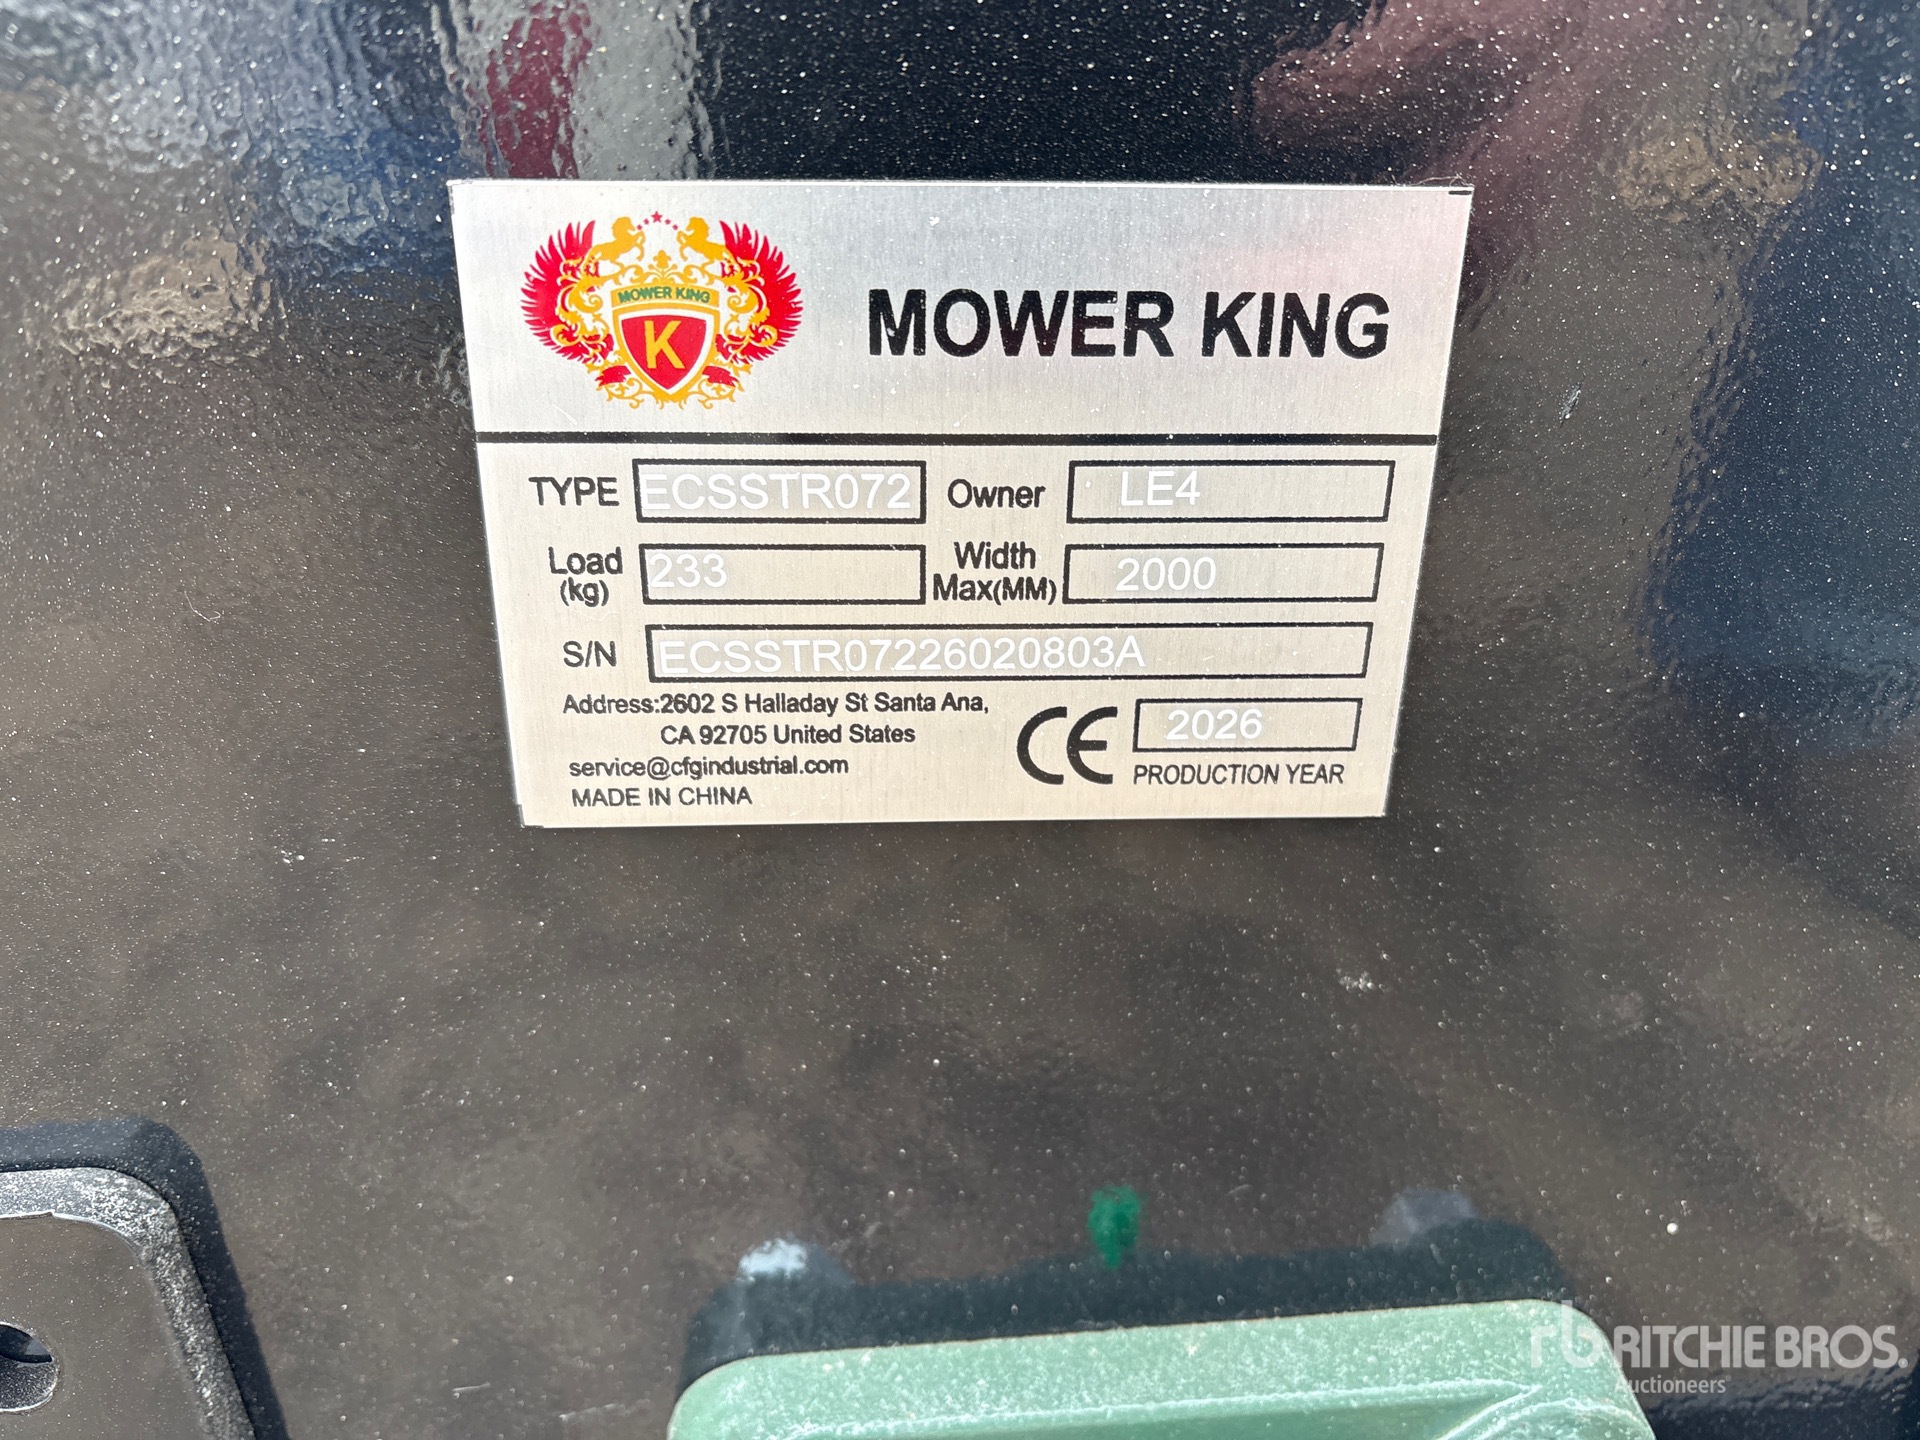 MOWER KING
K
MOWER KING
TYPE ECSSTR072 Owner LE4
Load (kg) 233 Width Max(MM) 2000
S/N ECSSTR07226020803A
Address:2602 S Halladay St Santa Ana,
CA 92705 United States
service@cfgindustrial.com
MADE IN CHINA
CE 2026
PRODUCTION YEAR
rb RITCHIE BROS.
Auctioneers